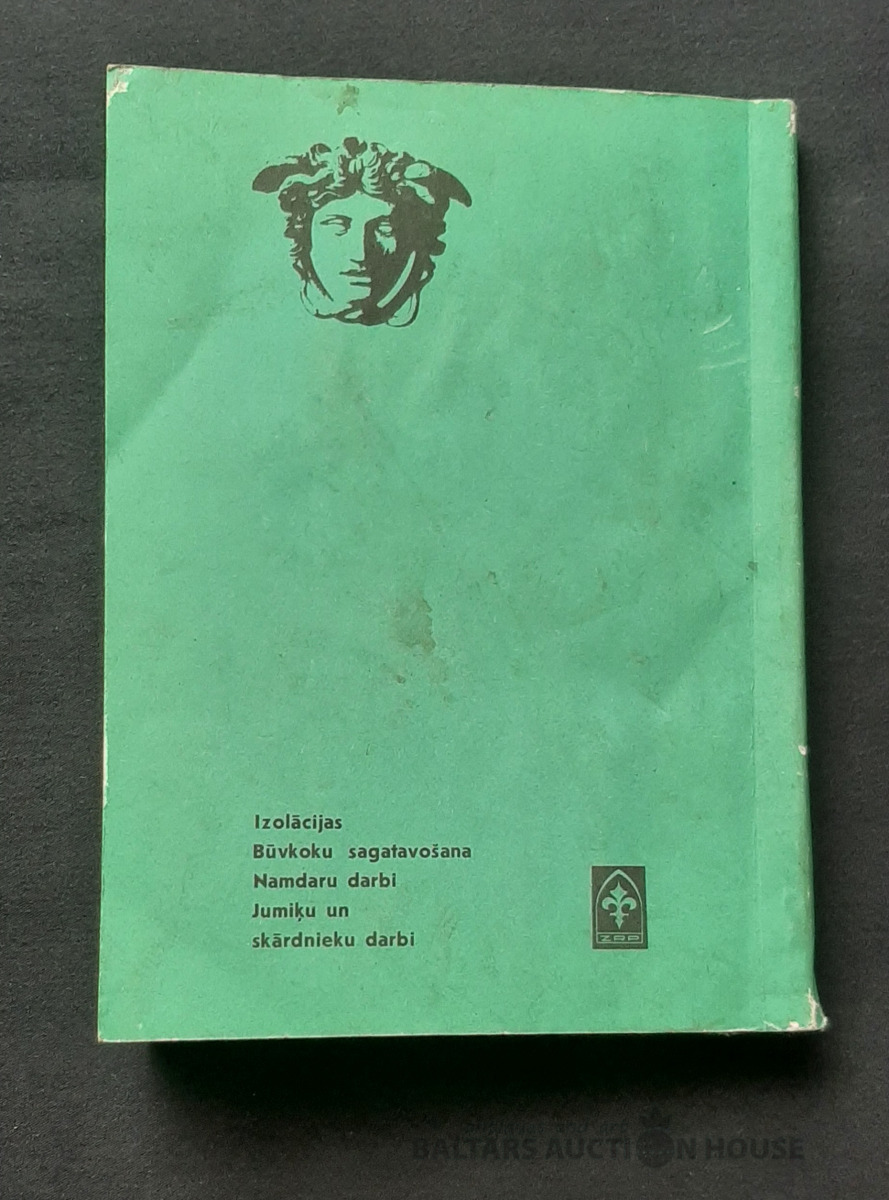 Izolācijas
Būvkoku sagatavošana
Namdaru darbi
Jumiķu un
skārdnieku darbi
ZRP
BALTARS AUCTION HOUSE